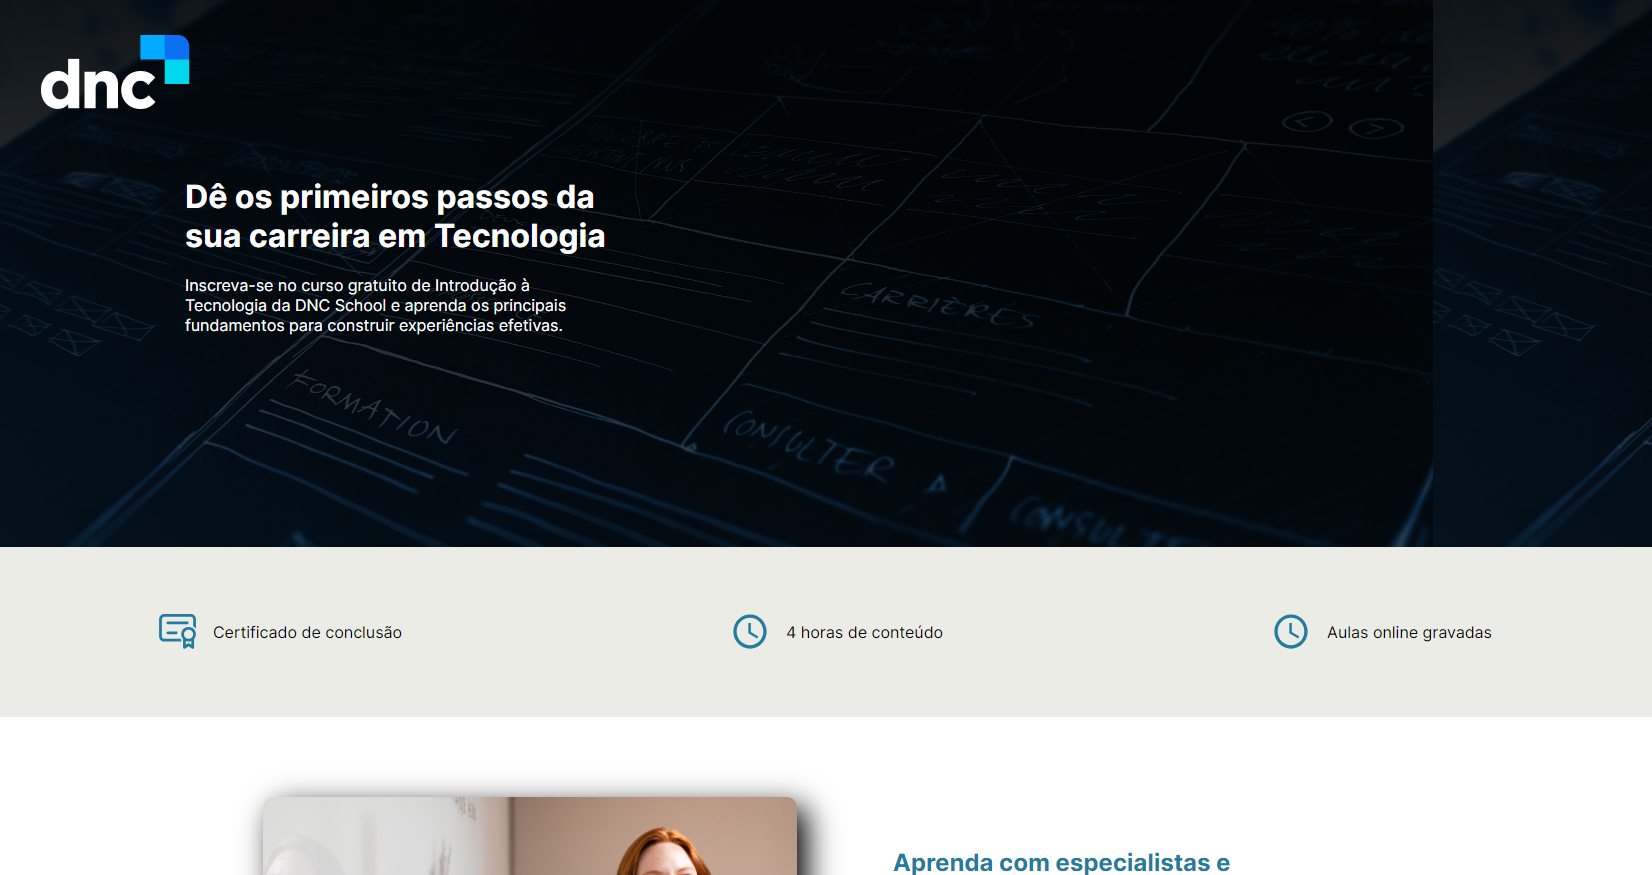 dnc
Dê os primeiros passos da
sua carreira em Tecnologia
Inscreva-se no curso gratuito de Introdução à
Tecnologia da DNC School e aprenda os principais
fundamentos para construir experiências efetivas.
CARRIÈRES
FORMATION
CONSULTER
CONSULTER
Certificado de conclusão
4 horas de conteúdo
Aulas online gravadas
Aprenda com especialistas e